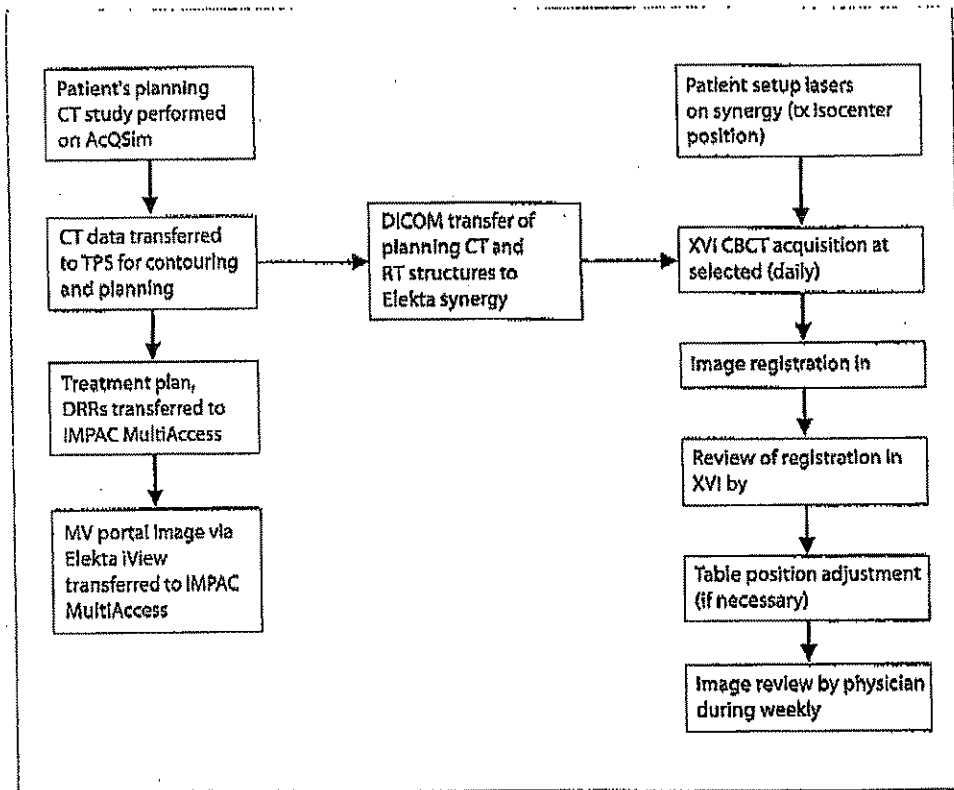 Patient's planning
CT study performed
on AcQSim
CT data transferred
to TPS for contouring
and planning
Treatment plan,
DRRs transferred to
IMPAC MultiAccess
MV portal image via
Elekta iView
transferred to IMPAC
MultiAccess
DICOM transfer of
planning CT and
RT structures to
Elekta synergy
Patient setup lasers
on synergy (tx isocenter
position)
XVI CBCT acquisition at
selected (daily)
Image registration in
Review of registration in
XVI by
Table position adjustment
(if necessary)
Image review by physician
during weekly